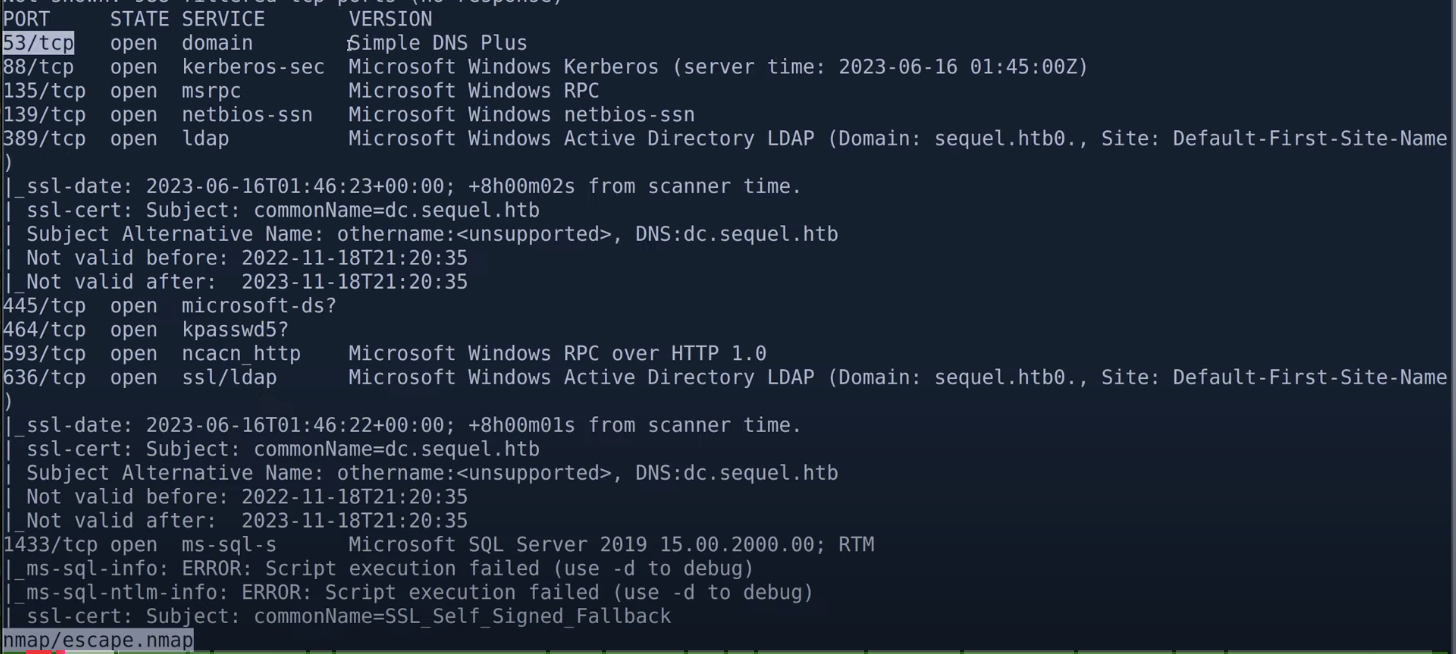 Not shown: 988 filtered tcp ports (no response)
PORT     STATE SERVICE       VERSION
53/tcp   open  domain        Simple DNS Plus
88/tcp   open  kerberos-sec  Microsoft Windows Kerberos (server time: 2023-06-16 01:45:00Z)
135/tcp  open  msrpc         Microsoft Windows RPC
139/tcp  open  netbios-ssn   Microsoft Windows netbios-ssn
389/tcp  open  ldap          Microsoft Windows Active Directory LDAP (Domain: sequel.htb0., Site: Default-First-Site-Name
)
|_ssl-date: 2023-06-16T01:46:23+00:00; +8h00m02s from scanner time.
| ssl-cert: Subject: commonName=dc.sequel.htb
| Subject Alternative Name: othername:<unsupported>, DNS:dc.sequel.htb
| Not valid before: 2022-11-18T21:20:35
|_Not valid after:  2023-11-18T21:20:35
445/tcp  open  microsoft-ds?
464/tcp  open  kpasswd5?
593/tcp  open  ncacn_http    Microsoft Windows RPC over HTTP 1.0
636/tcp  open  ssl/ldap      Microsoft Windows Active Directory LDAP (Domain: sequel.htb0., Site: Default-First-Site-Name
)
|_ssl-date: 2023-06-16T01:46:22+00:00; +8h00m01s from scanner time.
| ssl-cert: Subject: commonName=dc.sequel.htb
| Subject Alternative Name: othername:<unsupported>, DNS:dc.sequel.htb
| Not valid before: 2022-11-18T21:20:35
|_Not valid after:  2023-11-18T21:20:35
1433/tcp open  ms-sql-s      Microsoft SQL Server 2019 15.00.2000.00; RTM
|_ms-sql-info: ERROR: Script execution failed (use -d to debug)
|_ms-sql-ntlm-info: ERROR: Script execution failed (use -d to debug)
| ssl-cert: Subject: commonName=SSL_Self_Signed_Fallback
nmap/escape.nmap